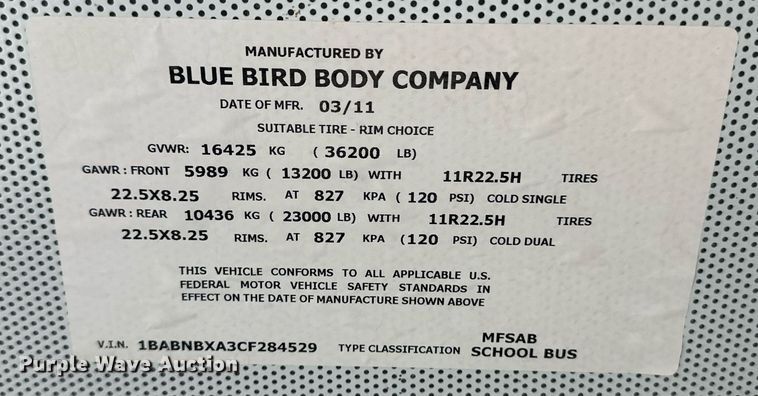 MANUFACTURED BY
BLUE BIRD BODY COMPANY
DATE OF MFR. 03/11
SUITABLE TIRE - RIM CHOICE
GVWR: 16425 KG ( 36200 LB)
GAWR : FRONT 5989 KG ( 13200 LB) WITH 11R22.5H TIRES
22.5X8.25 RIMS. AT 827 KPA ( 120 PSI) COLD SINGLE
GAWR : REAR 10436 KG ( 23000 LB) WITH 11R22.5H TIRES
22.5X8.25 RIMS. AT 827 KPA (120 PSI) COLD DUAL
THIS VEHICLE CONFORMS TO ALL APPLICABLE U.S.
FEDERAL MOTOR VEHICLE SAFETY STANDARDS IN
EFFECT ON THE DATE OF MANUFACTURE SHOWN ABOVE
V.I.N. 1BABNBXA3CF284529 TYPE CLASSIFICATION MFSAB
SCHOOL BUS
Purple Wave Auction